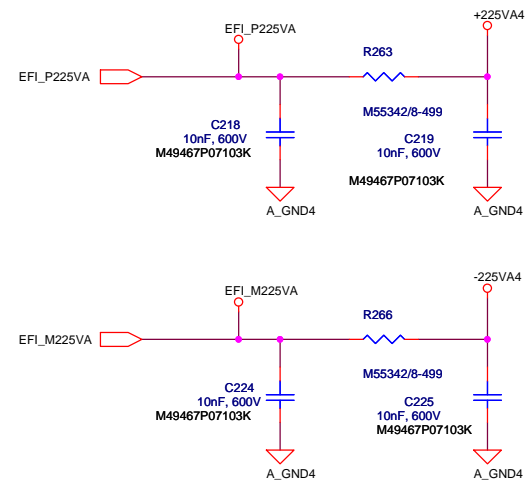 +225VA4
EFI_P225VA
R263
EFI_P225VA
M55342/8-499
C218
10nF, 600V
M49467P07103K
C219
10nF, 600V
M49467P07103K
A_GND4
A_GND4
-225VA4
EFI_M225VA
R266
EFI_M225VA
M55342/8-499
C224
10nF, 600V
M49467P07103K
C225
10nF, 600V
M49467P07103K
A_GND4
A_GND4